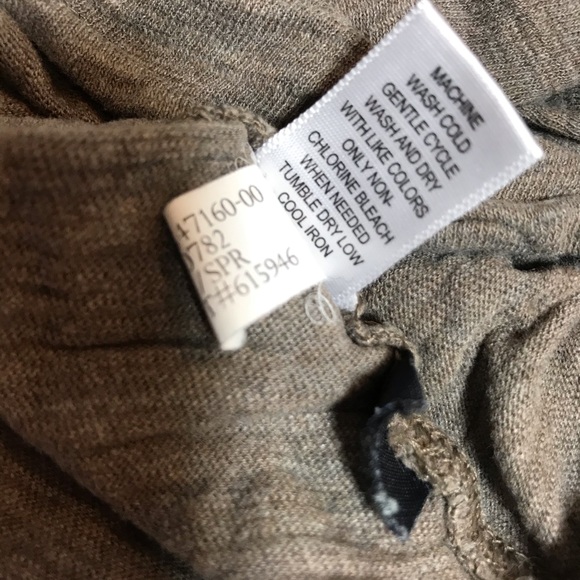 MACHINE
WASH COLD
GENTLE CYCLE
WASH AND DRY
WITH LIKE COLORS
ONLY NON-
CHLORINE BLEACH
WHEN NEEDED
TUMBLE DRY LOW
COOL IRON
47160-00
782
SPR
#615946